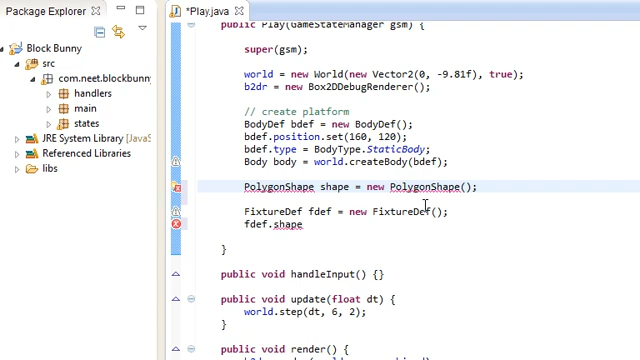 Package Explorer
Block Bunny
src
com.neet.blockbunny
handlers
main
states
JRE System Library [JavaS
Referenced Libraries
libs
*Play.java
public Play(GameStateManager gsm) {
super(gsm);
world = new World(new Vector2(0, -9.81f), true);
b2dr = new Box2DDebugRenderer();
// create platform
BodyDef bdef = new BodyDef();
bdef.position.set(160, 120);
bdef.type = BodyType.StaticBody;
Body body = world.createBody(bdef);
PolygonShape shape = new PolygonShape();
FixtureDef fdef = new FixtureDef();
fdef.shape
}
public void handleInput() {}
public void update(float dt) {
world.step(dt, 6, 2);
}
public void render() {